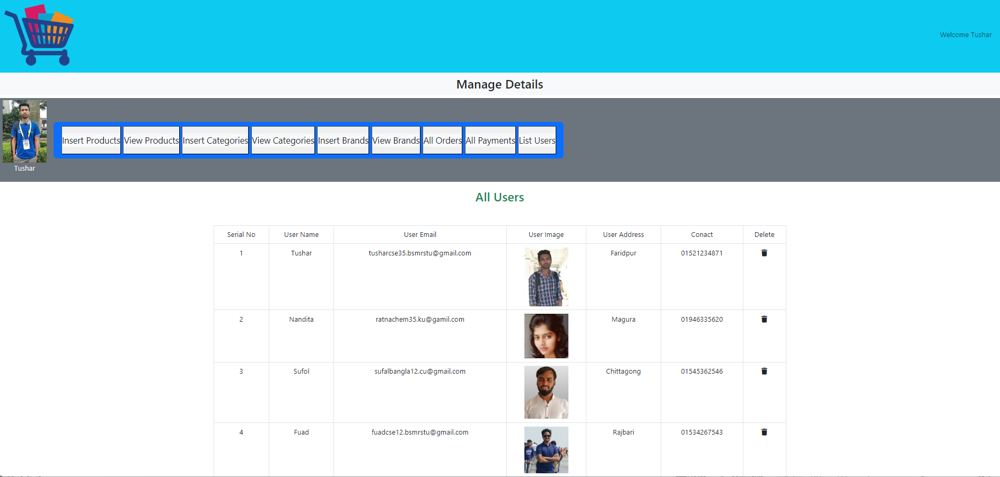 Welcome Tushar
Manage Details
Insert Products View Products Insert Categories View Categories Insert Brands View Brands All Orders All Payments List Users
Tushar
All Users
Serial No User Name User Email User Image User Address Conact Delete
1 Tushar tusharcse35.bsmrstu@gmail.com Faridpur 01521234871
2 Nandita ratnachem35.ku@gamil.com Magura 01946335620
3 Sufol sufalbangla12.cu@gmail.com Chittagong 01545362546
4 Fuad fuadcse12.bsmrstu@gmail.com Rajbari 01534267543